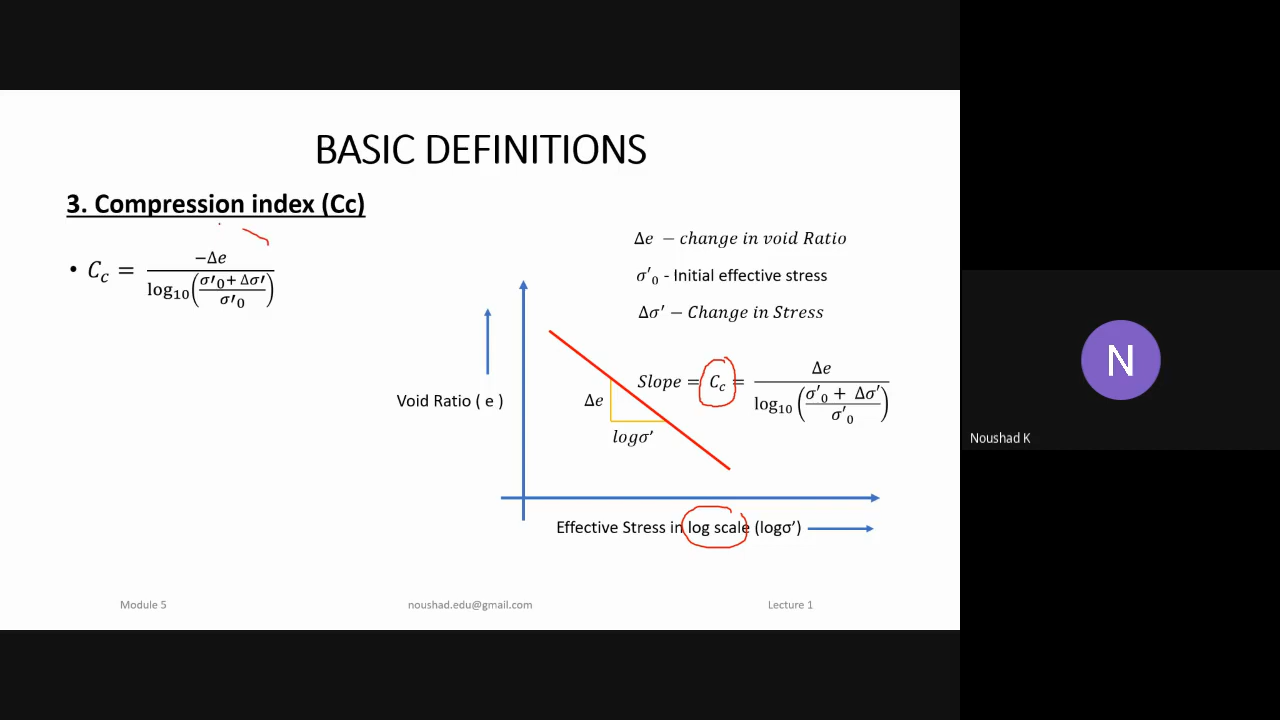 BASIC DEFINITIONS
3. Compression index (Cc)
• C_c = −Δe / log₁₀(σ′₀ + Δσ′ / σ′₀)
Δe − change in void Ratio
σ′₀ - Initial effective stress
Δσ′ − Change in Stress
Slope = C_c = Δe / log₁₀(σ′₀ + Δσ′ / σ′₀)
Void Ratio ( e )
Δe
logσ′
Effective Stress in log scale (logσ′)
Module 5
noushad.edu@gmail.com
Lecture 1
N
Noushad K